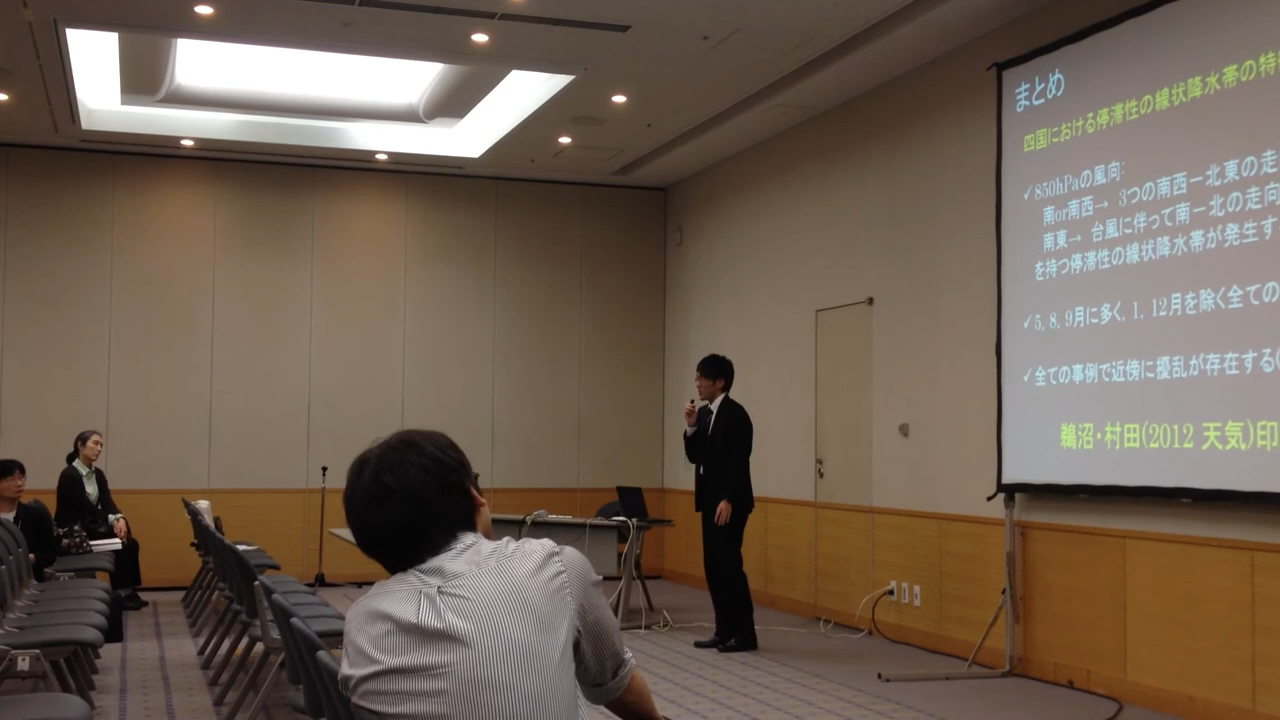 まとめ
四国における停滞性の線状降水帯の特
✓850hPaの風向:
南or南西→ 3つの南西－北東の走
南東→ 台風に伴って南－北の走向
を持つ停滞性の線状降水帯が発生す
✓5, 8, 9月に多く, 1, 12月を除く全ての
✓全ての事例で近傍に擾乱が存在する(
鵜沼・村田(2012 天気)印